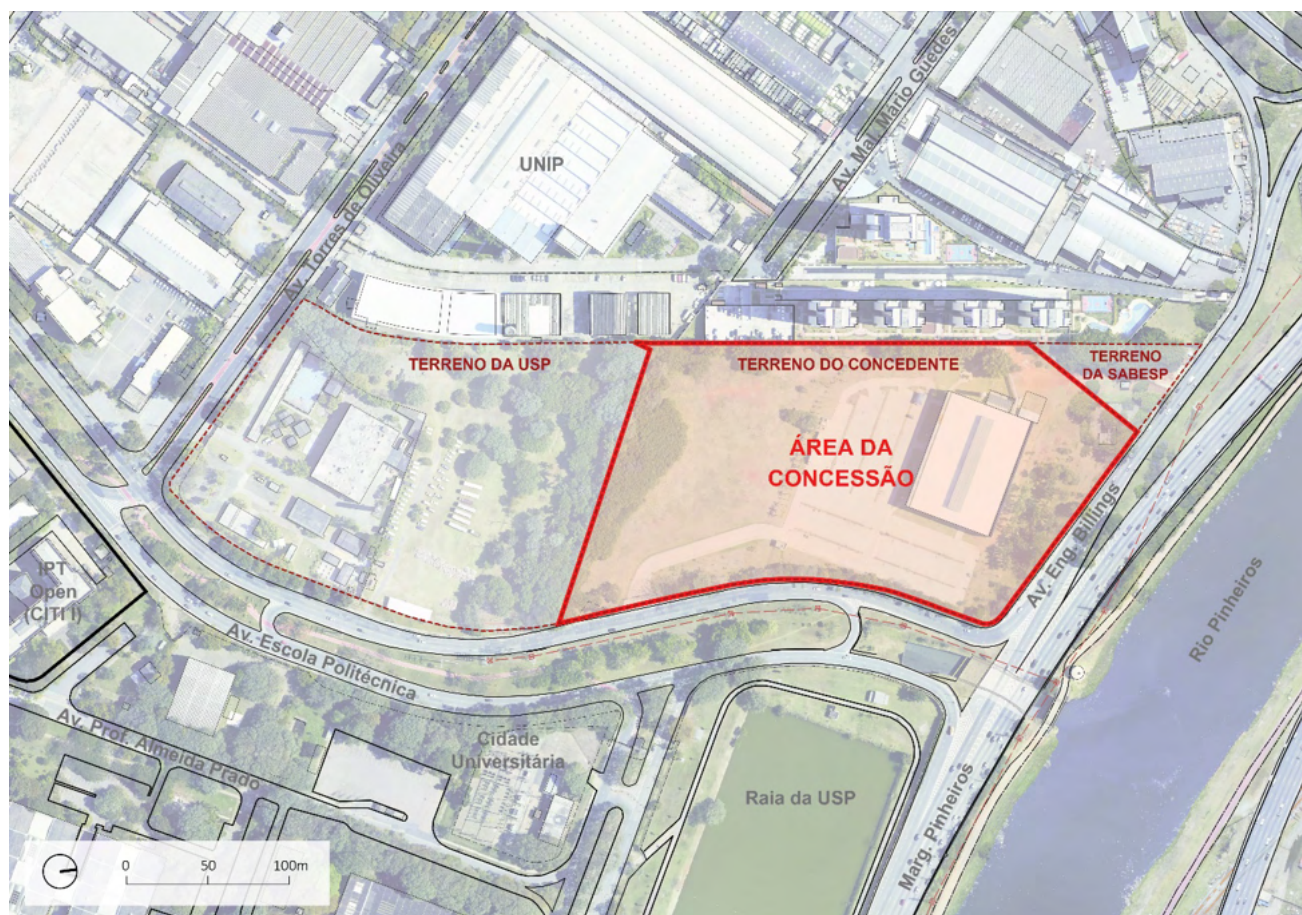 UNIP
Av. Mal. Mario Guedes
Av. Torres de Oliveira
TERRENO DA USP
TERRENO DO CONCEDENTE
TERRENO
DA SABESP
ÁREA DA
CONCESSÃO
Av. Eng. Billings
Rio Pinheiros
IPT
Open
(CITI I)
Av. Escola Politécnica
Av. Prof. Almeida Prado
Cidade
Universitária
Raia da USP
Marg. Pinheiros
0 50 100m